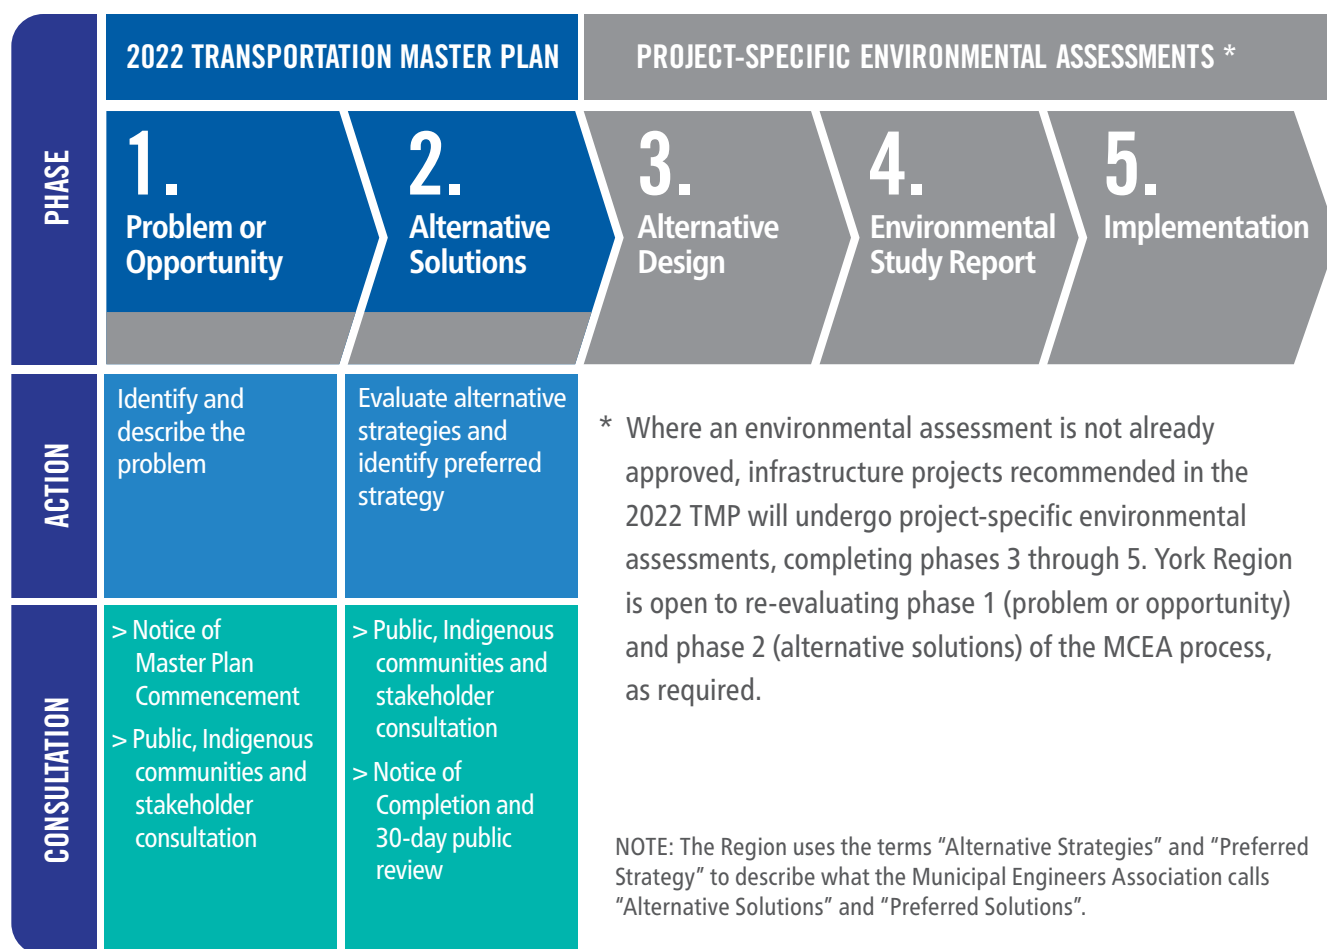 2022 TRANSPORTATION MASTER PLAN
PROJECT-SPECIFIC ENVIRONMENTAL ASSESSMENTS *
PHASE
1.
Problem or
Opportunity
2.
Alternative
Solutions
3.
Alternative
Design
4.
Environmental
Study Report
5.
Implementation
ACTION
Identify and
describe the
problem
Evaluate alternative
strategies and
identify preferred
strategy
* Where an environmental assessment is not already
approved, infrastructure projects recommended in the
2022 TMP will undergo project-specific environmental
assessments, completing phases 3 through 5. York Region
is open to re-evaluating phase 1 (problem or opportunity)
and phase 2 (alternative solutions) of the MCEA process,
as required.
CONSULTATION
> Notice of
Master Plan
Commencement
> Public, Indigenous
communities and
stakeholder
consultation
> Public, Indigenous
communities and
stakeholder
consultation
> Notice of
Completion and
30-day public
review
NOTE: The Region uses the terms “Alternative Strategies” and “Preferred
Strategy” to describe what the Municipal Engineers Association calls
“Alternative Solutions” and “Preferred Solutions”.